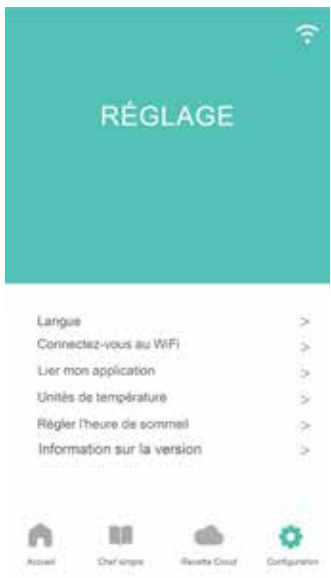 RÉGLAGE
Langue >
Connectez-vous au WiFi >
Lier mon application >
Unités de température >
Régler l'heure de sommeil >
Information sur la version >
Accueil Chef simple Recette Cloud Configuration